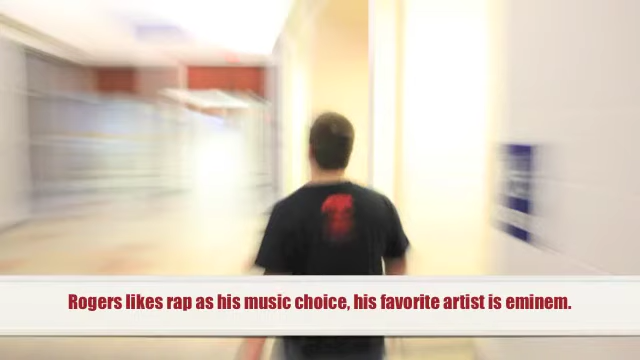 Rogers likes rap as his music choice, his favorite artist is eminem.